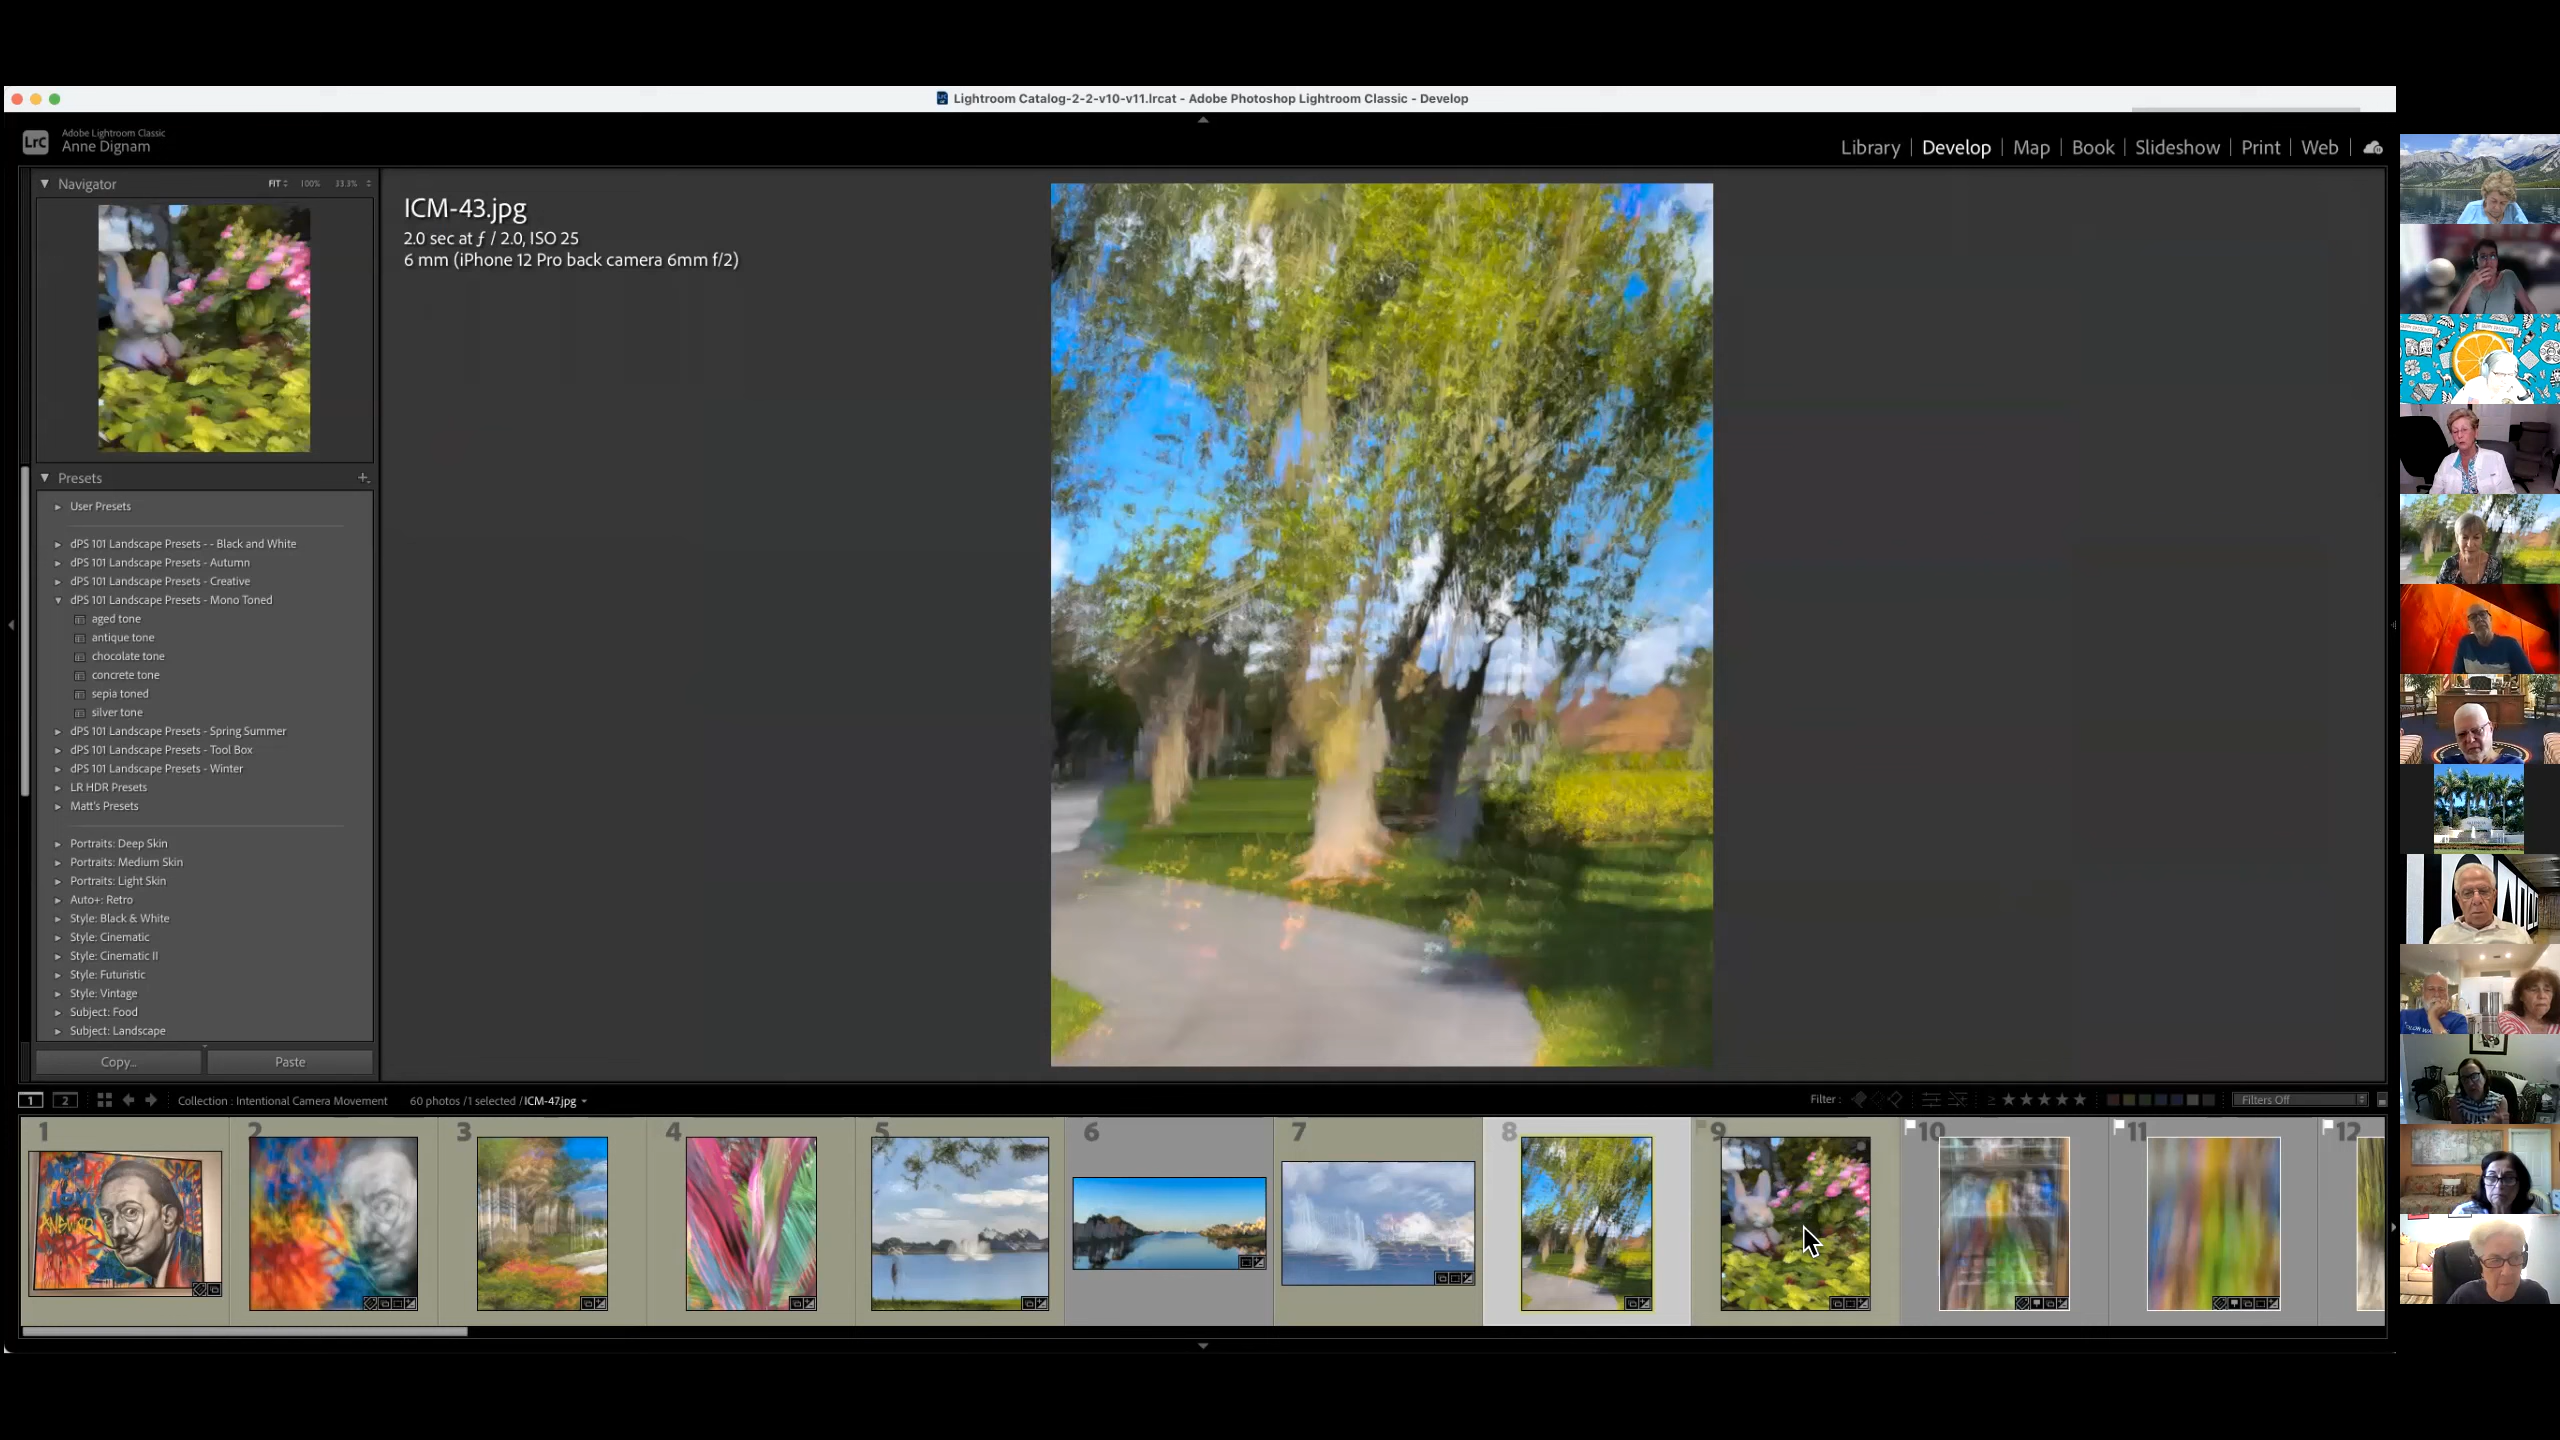 Lightroom Catalog-2-2-v10-v11.lrcat - Adobe Photoshop Lightroom Classic - Develop
LrC
Adobe Lightroom Classic
Anne Dignam
Library | Develop | Map | Book | Slideshow | Print | Web
Navigator
FIT
100%
33.3%
ICM-43.jpg
2.0 sec at ƒ / 2.0, ISO 25
6 mm (iPhone 12 Pro back camera 6mm f/2)
Presets
User Presets
dPS 101 Landscape Presets - - Black and White
dPS 101 Landscape Presets - Autumn
dPS 101 Landscape Presets - Creative
dPS 101 Landscape Presets - Mono Toned
aged tone
antique tone
chocolate tone
concrete tone
sepia toned
silver tone
dPS 101 Landscape Presets - Spring Summer
dPS 101 Landscape Presets - Tool Box
dPS 101 Landscape Presets - Winter
LR HDR Presets
Matt's Presets
Portraits: Deep Skin
Portraits: Medium Skin
Portraits: Light Skin
Auto+: Retro
Style: Black & White
Style: Cinematic
Style: Cinematic II
Style: Futuristic
Style: Vintage
Subject: Food
Subject: Landscape
Copy...
Paste
1
2
Collection : Intentional Camera Movement
60 photos /1 selected /ICM-47.jpg
Filter :
≥ ★★★★★
Filters Off
1
2
3
4
5
6
7
8
9
10
11
12